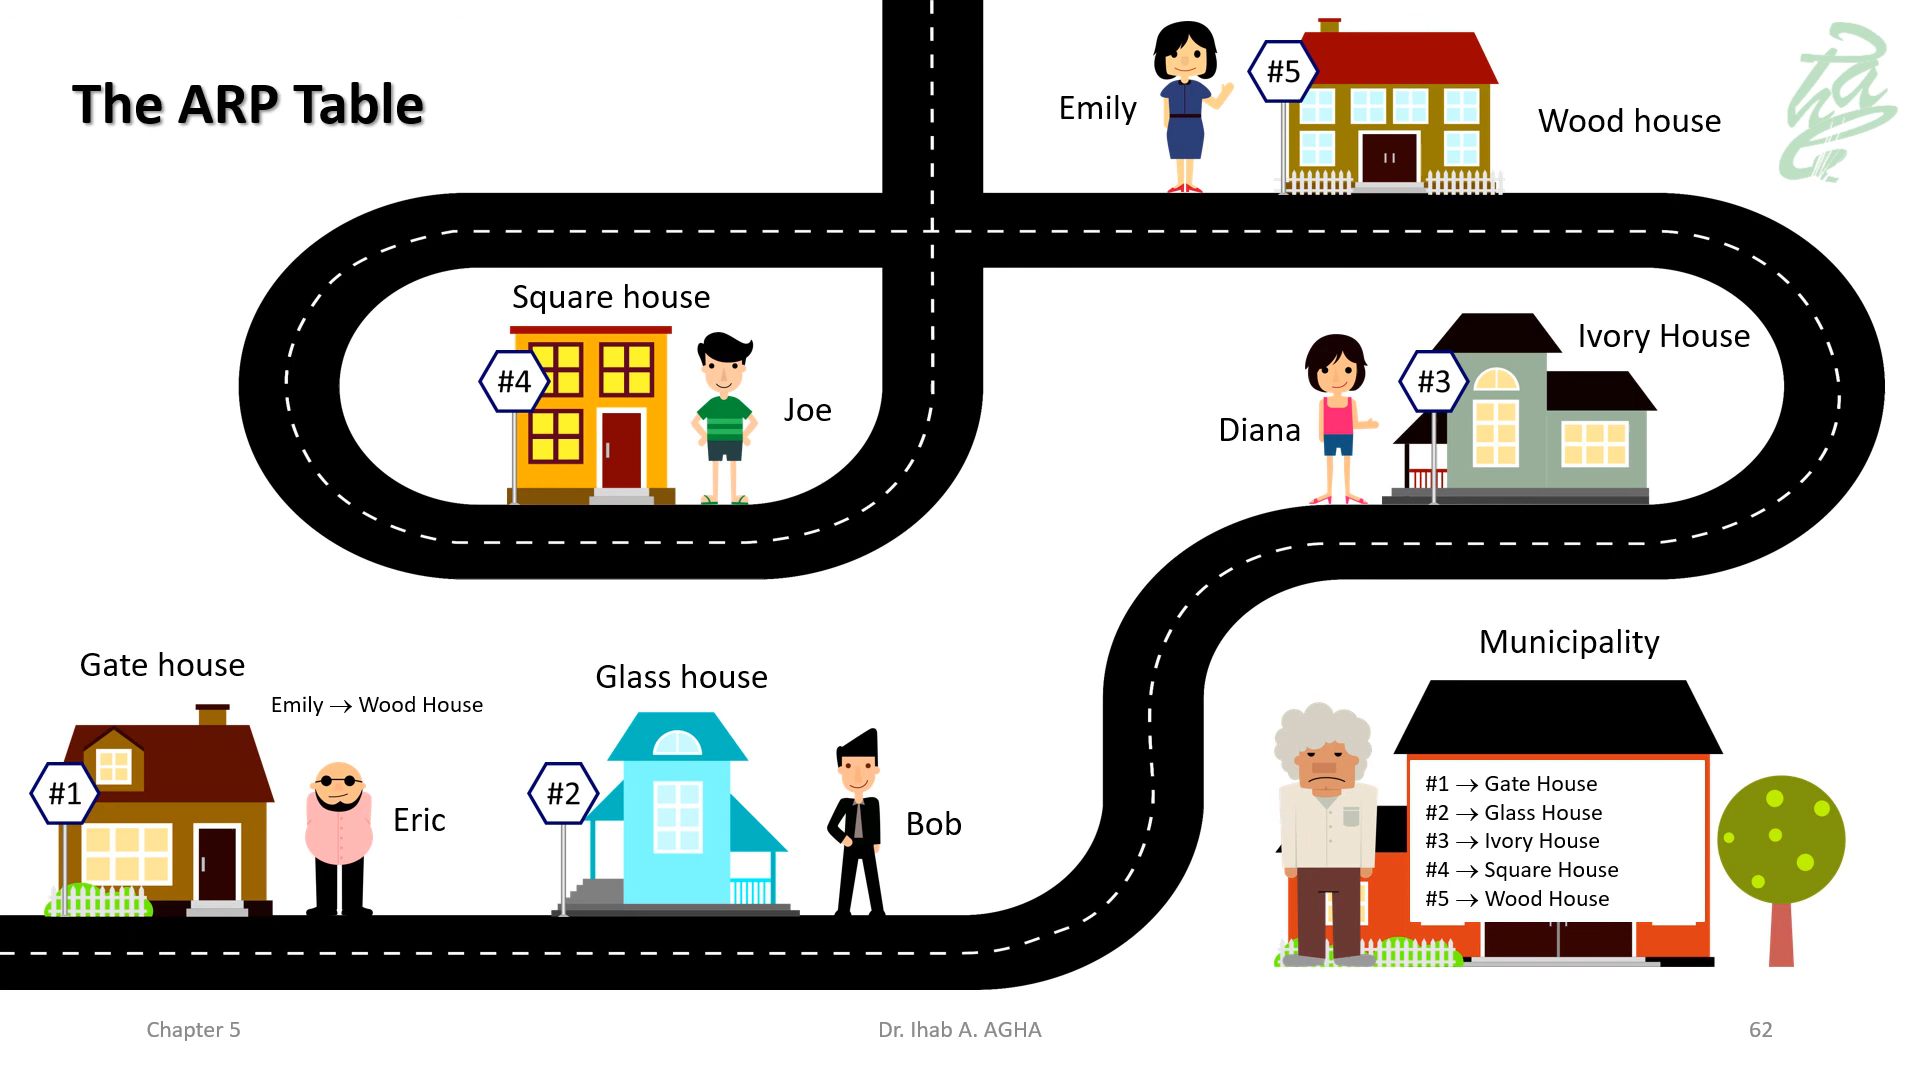 The ARP Table
Emily
#5
Wood house
Square house
#4
Joe
Diana
#3
Ivory House
Gate house
Emily → Wood House
#1
Eric
Glass house
#2
Bob
Municipality
#1 → Gate House
#2 → Glass House
#3 → Ivory House
#4 → Square House
#5 → Wood House
Chapter 5
Dr. Ihab A. AGHA
62